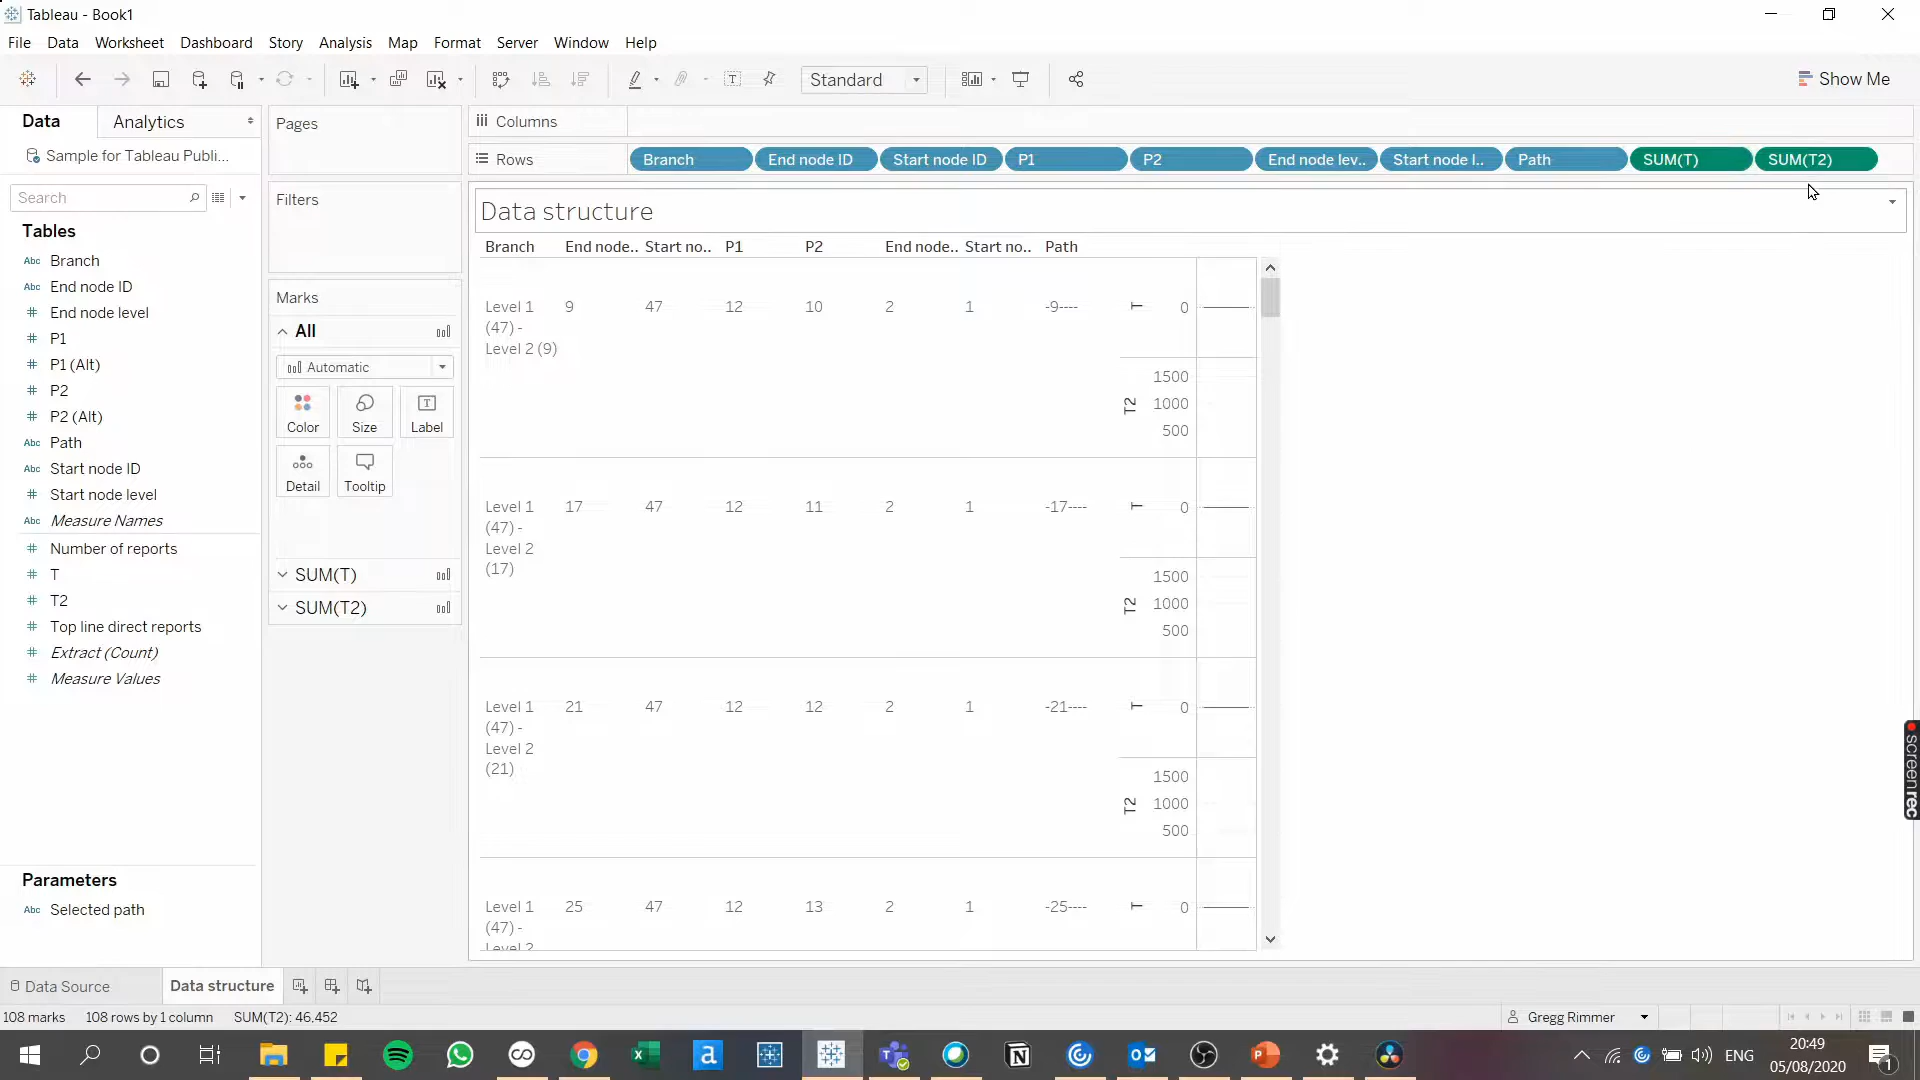 Tableau - Book1
File Data Worksheet Dashboard Story Analysis Map Format Server Window Help
Standard
Show Me
Data Analytics
Sample for Tableau Publi...
Search
Tables
Abc Branch
Abc End node ID
# End node level
# P1
# P1 (Alt)
# P2
# P2 (Alt)
Abc Path
Abc Start node ID
# Start node level
Abc Measure Names
# Number of reports
# T
# T2
# Top line direct reports
# Extract (Count)
# Measure Values
Parameters
Abc Selected path
Pages
Filters
Marks
All
Automatic
Color Size Label
Detail Tooltip
SUM(T)
SUM(T2)
Columns
Rows Branch End node ID Start node ID P1 P2 End node lev.. Start node l.. Path SUM(T) SUM(T2)
Data structure
Branch End node.. Start no.. P1 P2 End node.. Start no.. Path
Level 1 9 47 12 10 2 1 -9---- T 0
(47) -
Level 2 (9)
T2 1500
1000
500
Level 1 17 47 12 11 2 1 -17---- T 0
(47) -
Level 2
(17)
T2 1500
1000
500
Level 1 21 47 12 12 2 1 -21---- T 0
(47) -
Level 2
(21)
T2 1500
1000
500
Level 1 25 47 12 13 2 1 -25---- T 0
(47) -
Level 2
screenrec
Data Source Data structure
108 marks 108 rows by 1 column SUM(T2): 46,452
Gregg Rimmer
ENG
20:49
05/08/2020
1